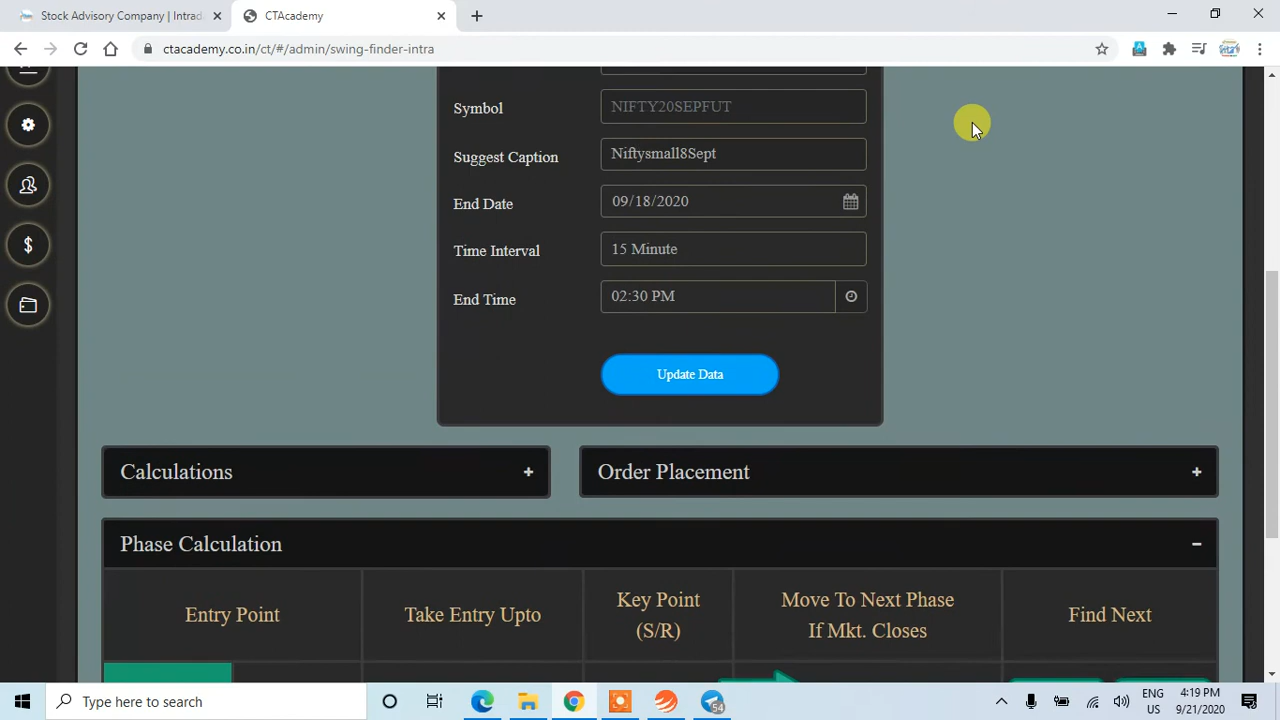 Stock Advisory Company | Intrad
CTAcademy
ctacademy.co.in/ct/#/admin/swing-finder-intra
Symbol
NIFTY20SEPFUT
Suggest Caption
Niftysmall8Sept
End Date
09/18/2020
Time Interval
15 Minute
End Time
02:30 PM
Update Data
Calculations +
Order Placement +
Phase Calculation −
Entry Point
Take Entry Upto
Key Point
(S/R)
Move To Next Phase
If Mkt. Closes
Find Next
Type here to search
54
ENG
US
4:19 PM
9/21/2020